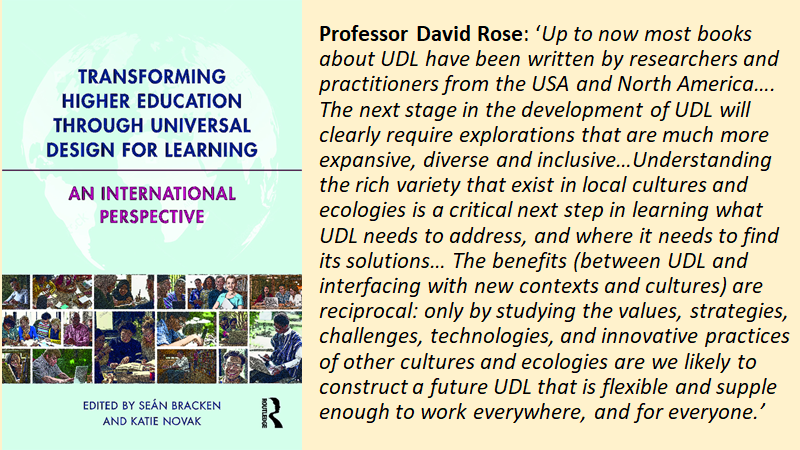 TRANSFORMING
HIGHER EDUCATION
THROUGH UNIVERSAL
DESIGN FOR LEARNING
AN INTERNATIONAL
PERSPECTIVE
EDITED BY SEÁN BRACKEN
AND KATIE NOVAK
ROUTLEDGE
Professor David Rose: ‘Up to now most books
about UDL have been written by researchers and
practitioners from the USA and North America….
The next stage in the development of UDL will
clearly require explorations that are much more
expansive, diverse and inclusive…Understanding
the rich variety that exist in local cultures and
ecologies is a critical next step in learning what
UDL needs to address, and where it needs to find
its solutions… The benefits (between UDL and
interfacing with new contexts and cultures) are
reciprocal: only by studying the values, strategies,
challenges, technologies, and innovative practices
of other cultures and ecologies are we likely to
construct a future UDL that is flexible and supple
enough to work everywhere, and for everyone.’